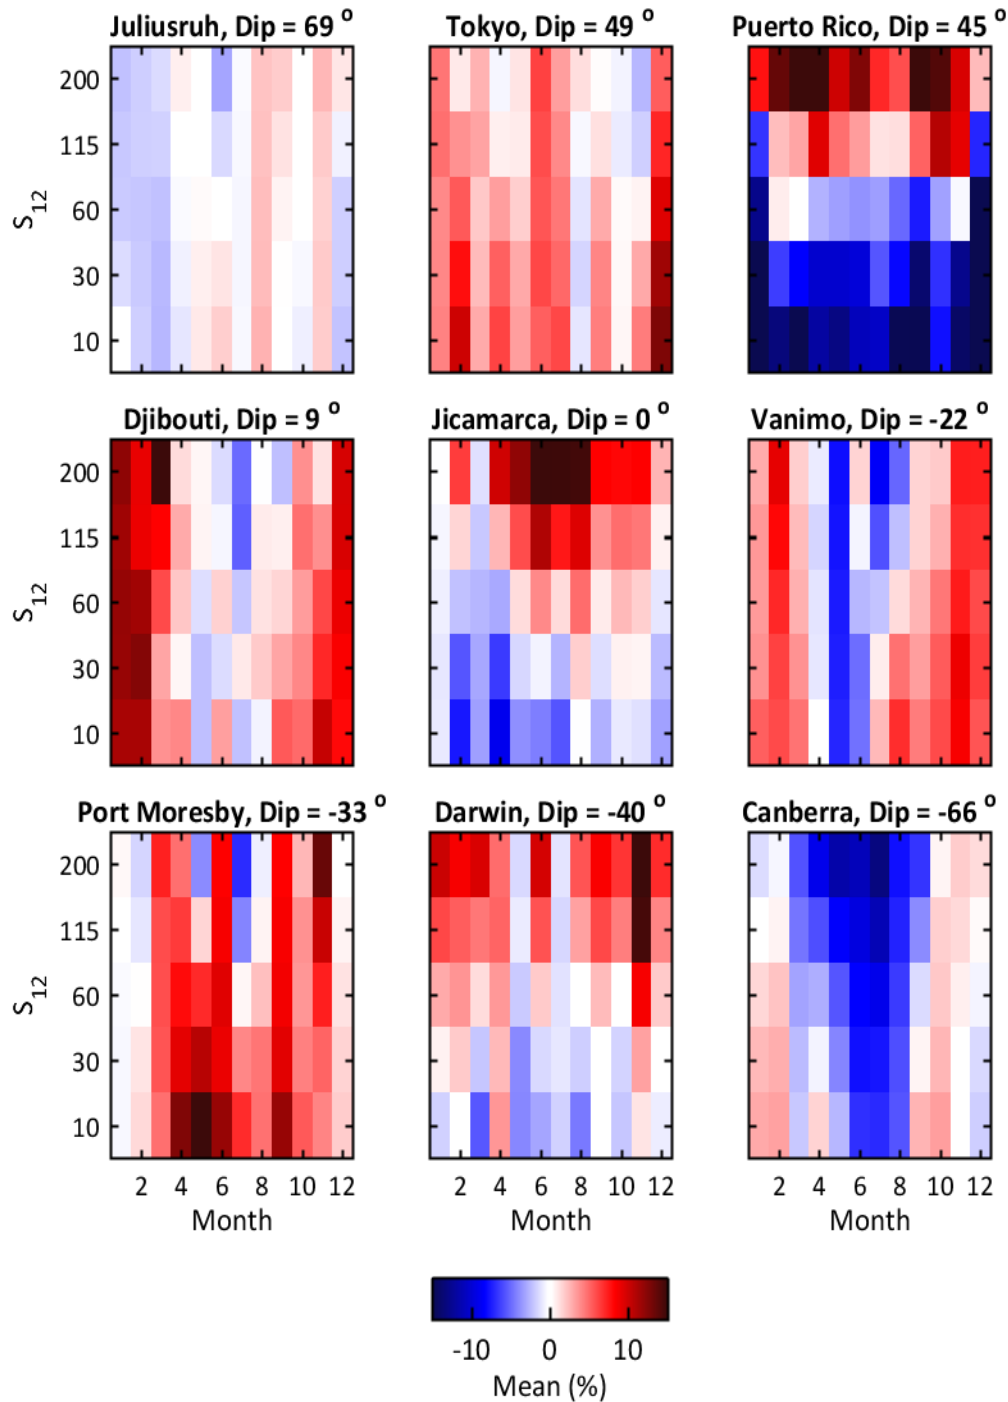 Juliusruh, Dip = 69 o
Tokyo, Dip = 49 o
Puerto Rico, Dip = 45 o
S12
200
115
60
30
10
Djibouti, Dip = 9 o
Jicamarca, Dip = 0 o
Vanimo, Dip = -22 o
S12
200
115
60
30
10
Port Moresby, Dip = -33 o
Darwin, Dip = -40 o
Canberra, Dip = -66 o
S12
200
115
60
30
10
2 4 6 8 10 12
2 4 6 8 10 12
2 4 6 8 10 12
Month
Month
Month
-10 0 10
Mean (%)